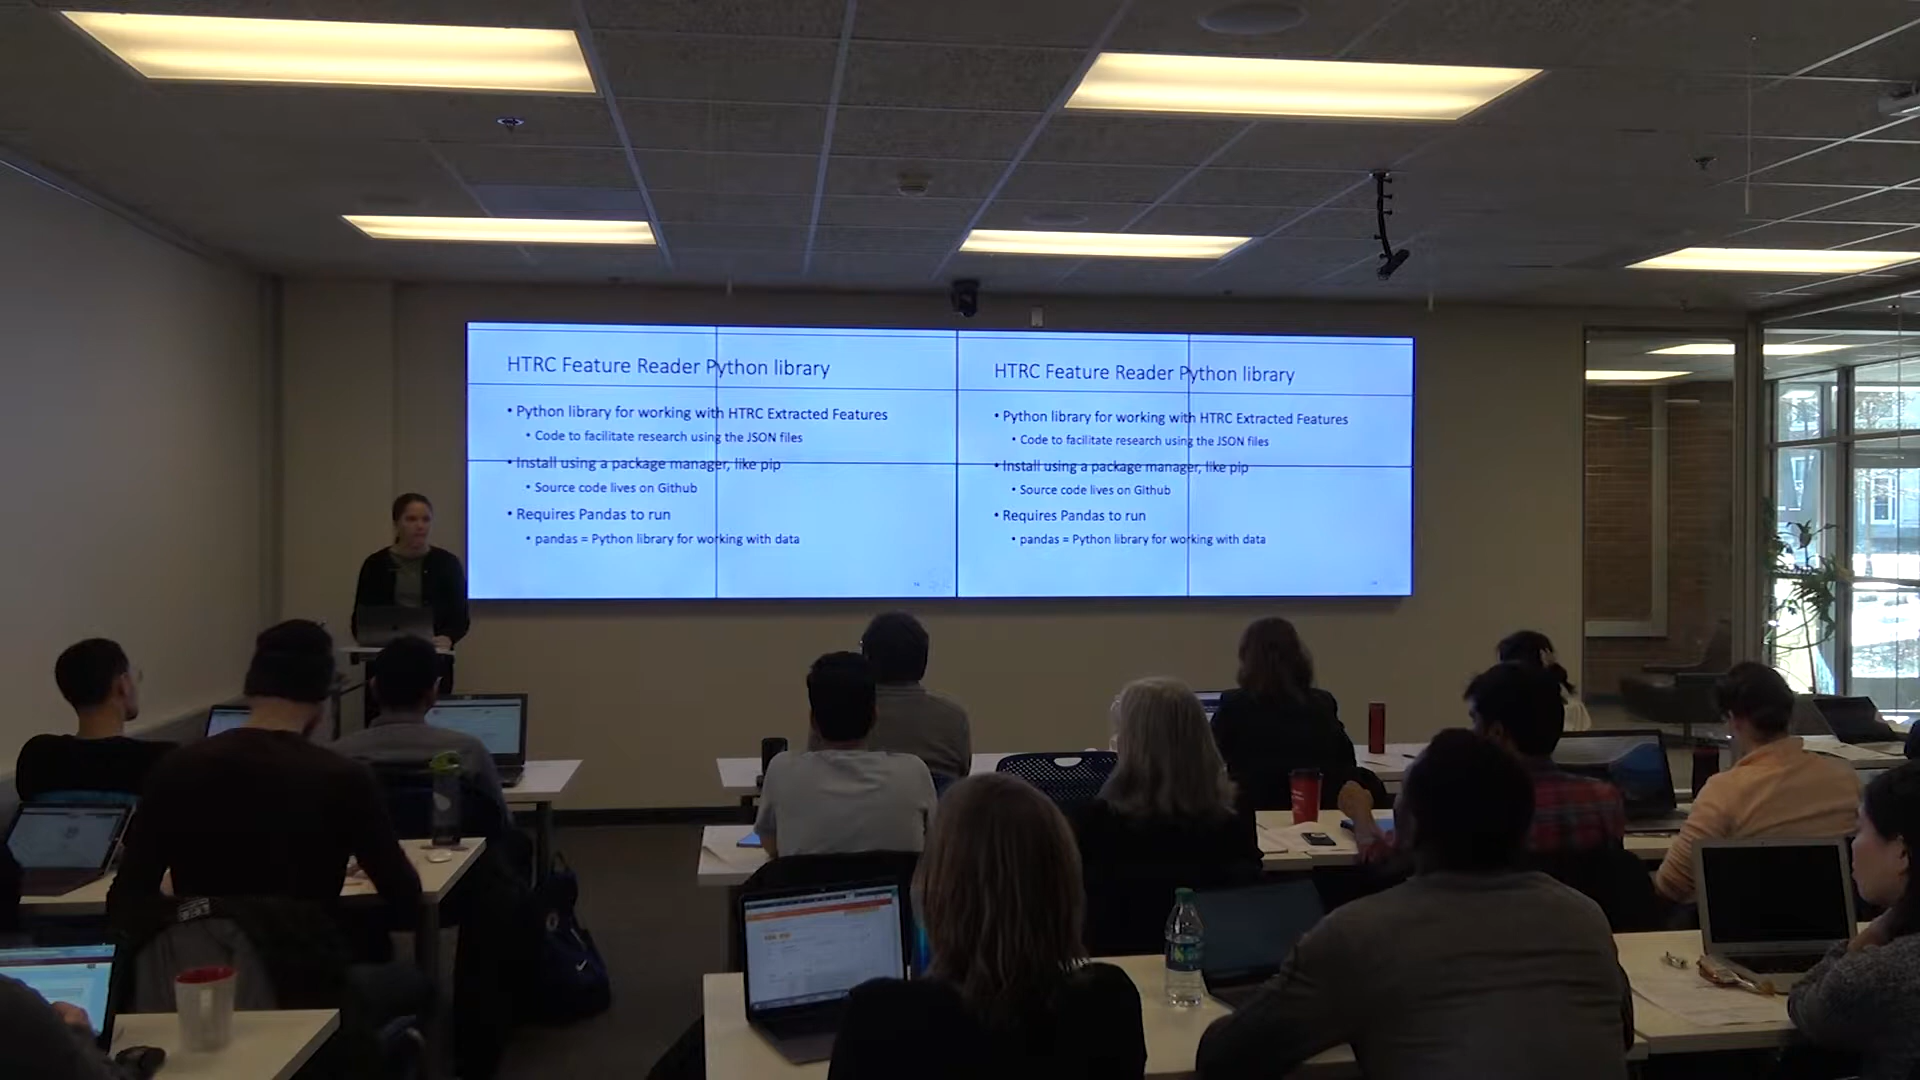 HTRC Feature Reader Python library
• Python library for working with HTRC Extracted Features
• Code to facilitate research using the JSON files
• Install using a package manager, like pip
• Source code lives on Github
• Requires Pandas to run
• pandas = Python library for working with data
HTRC Feature Reader Python library
• Python library for working with HTRC Extracted Features
• Code to facilitate research using the JSON files
• Install using a package manager, like pip
• Source code lives on Github
• Requires Pandas to run
• pandas = Python library for working with data